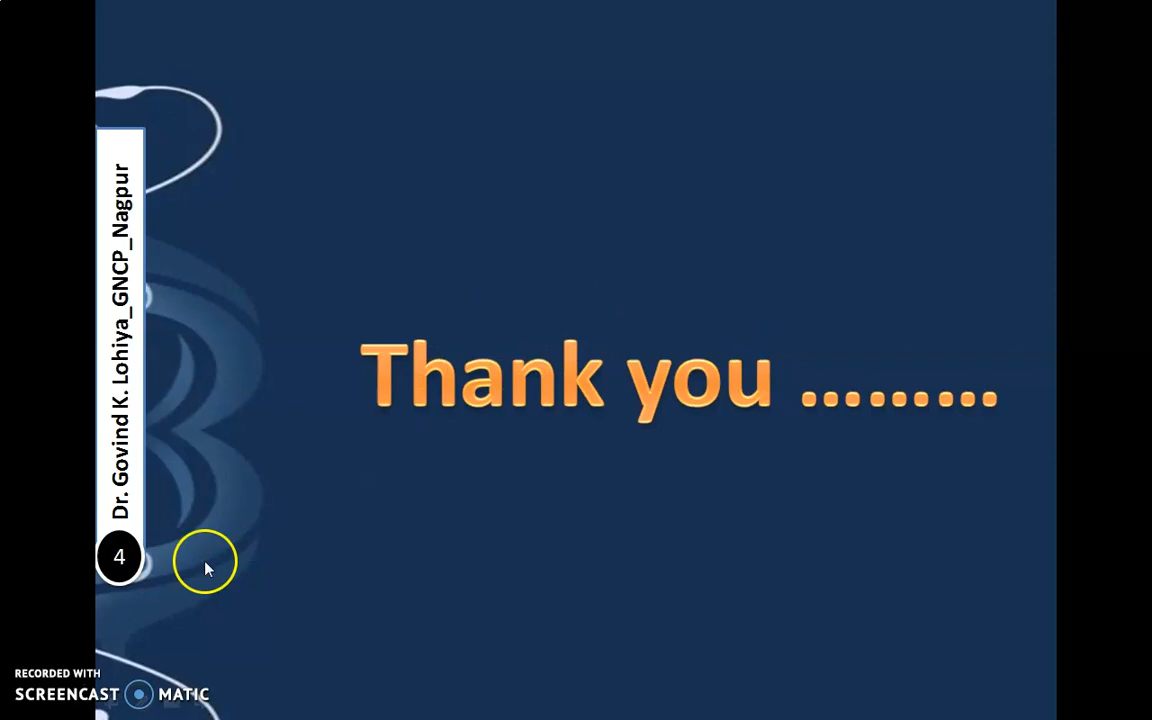 Dr. Govind K. Lohiya_GNCP_Nagpur
Thank you ………
4
RECORDED WITH
SCREENCAST MATIC